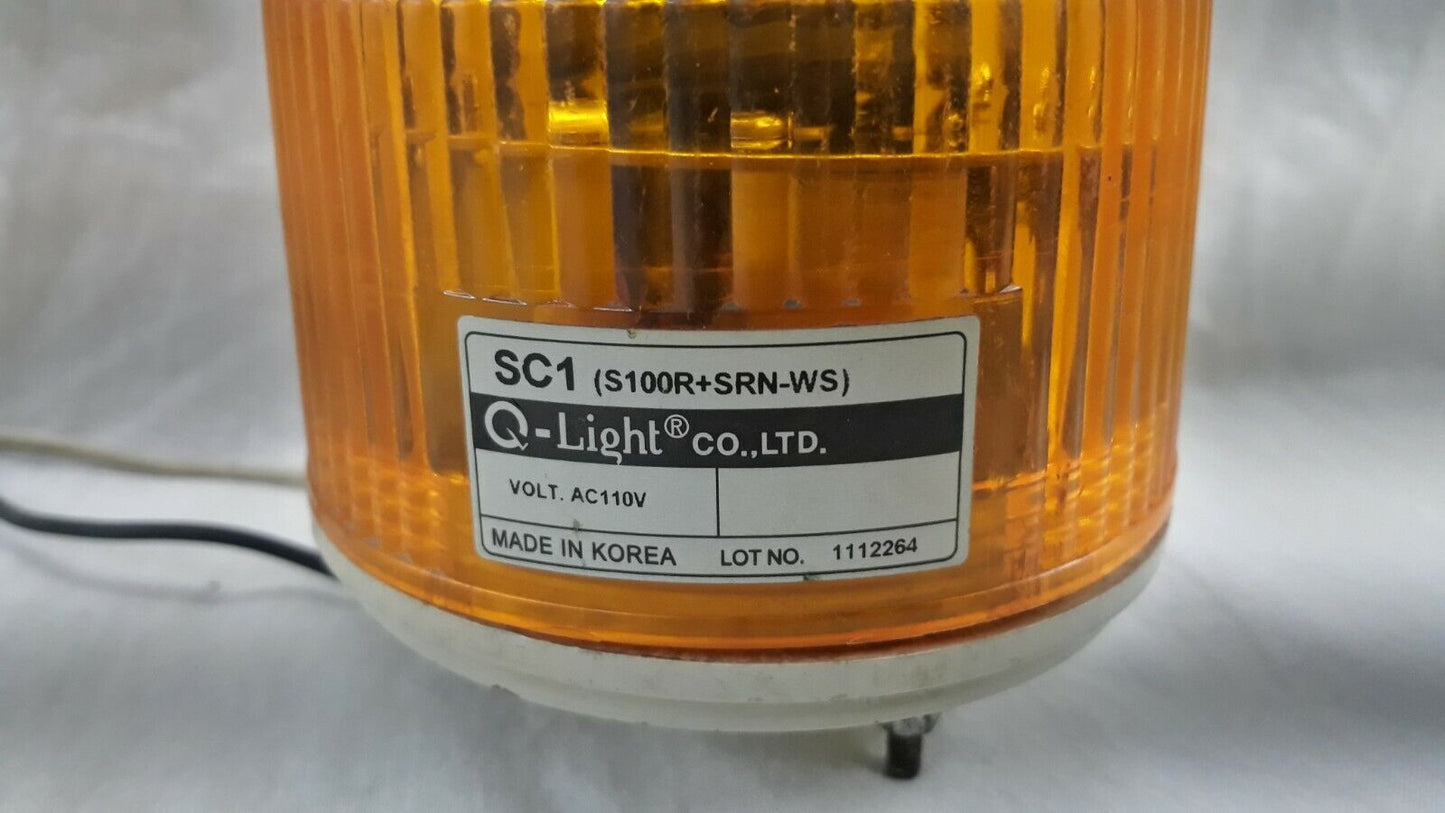 SC1 (S100R+SRN-WS)
Q-Light® CO.,LTD.
VOLT. AC110V
MADE IN KOREA LOT NO. 1112264